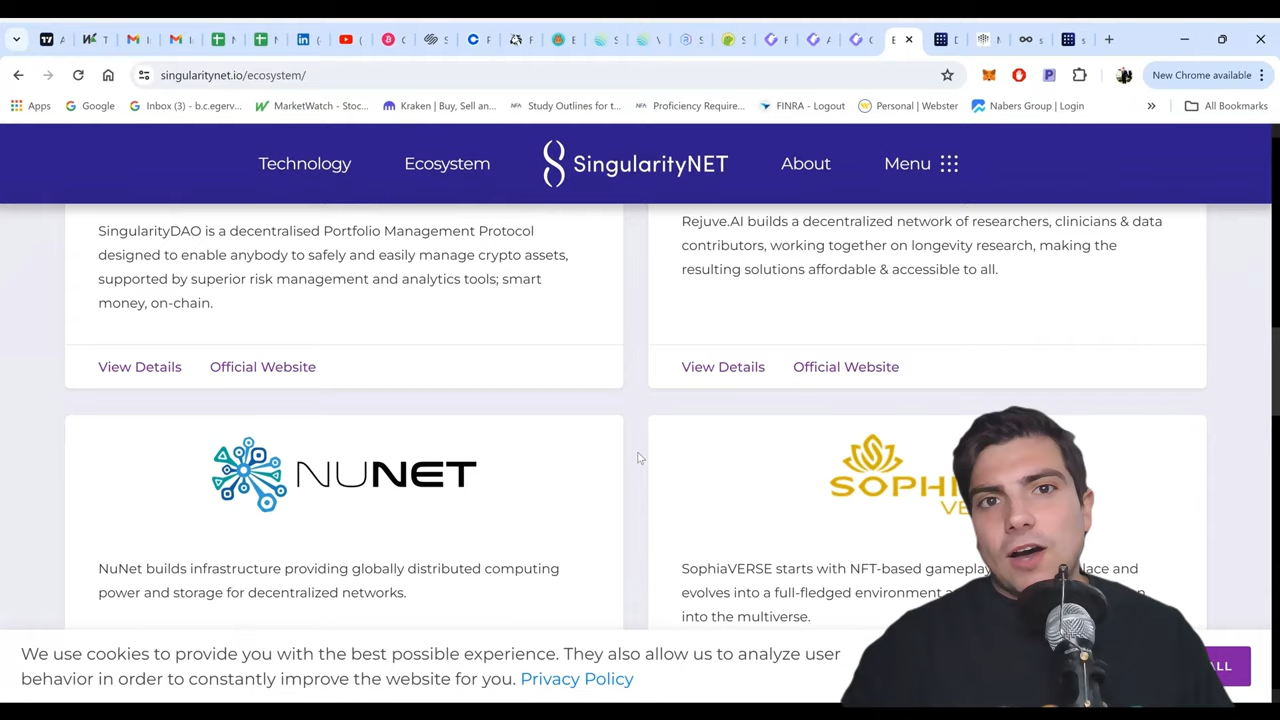 singularitynet.io/ecosystem/
New Chrome available
Apps
Google
Inbox (3) - b.c.egerv...
MarketWatch - Stoc...
Kraken | Buy, Sell an...
Study Outlines for t...
Proficiency Require...
FINRA - Logout
Personal | Webster
Nabers Group | Login
All Bookmarks
Technology
Ecosystem
SingularityNET
About
Menu
SingularityDAO is a decentralised Portfolio Management Protocol
designed to enable anybody to safely and easily manage crypto assets,
supported by superior risk management and analytics tools; smart
money, on-chain.
View Details
Official Website
Rejuve.AI builds a decentralized network of researchers, clinicians & data
contributors, working together on longevity research, making the
resulting solutions affordable & accessible to all.
View Details
Official Website
NUNET
NuNet builds infrastructure providing globally distributed computing
power and storage for decentralized networks.
SophiaVERSE starts with NFT-based gameplay and
evolves into a full-fledged environment
into the multiverse.
We use cookies to provide you with the best possible experience. They also allow us to analyze user
behavior in order to constantly improve the website for you. Privacy Policy